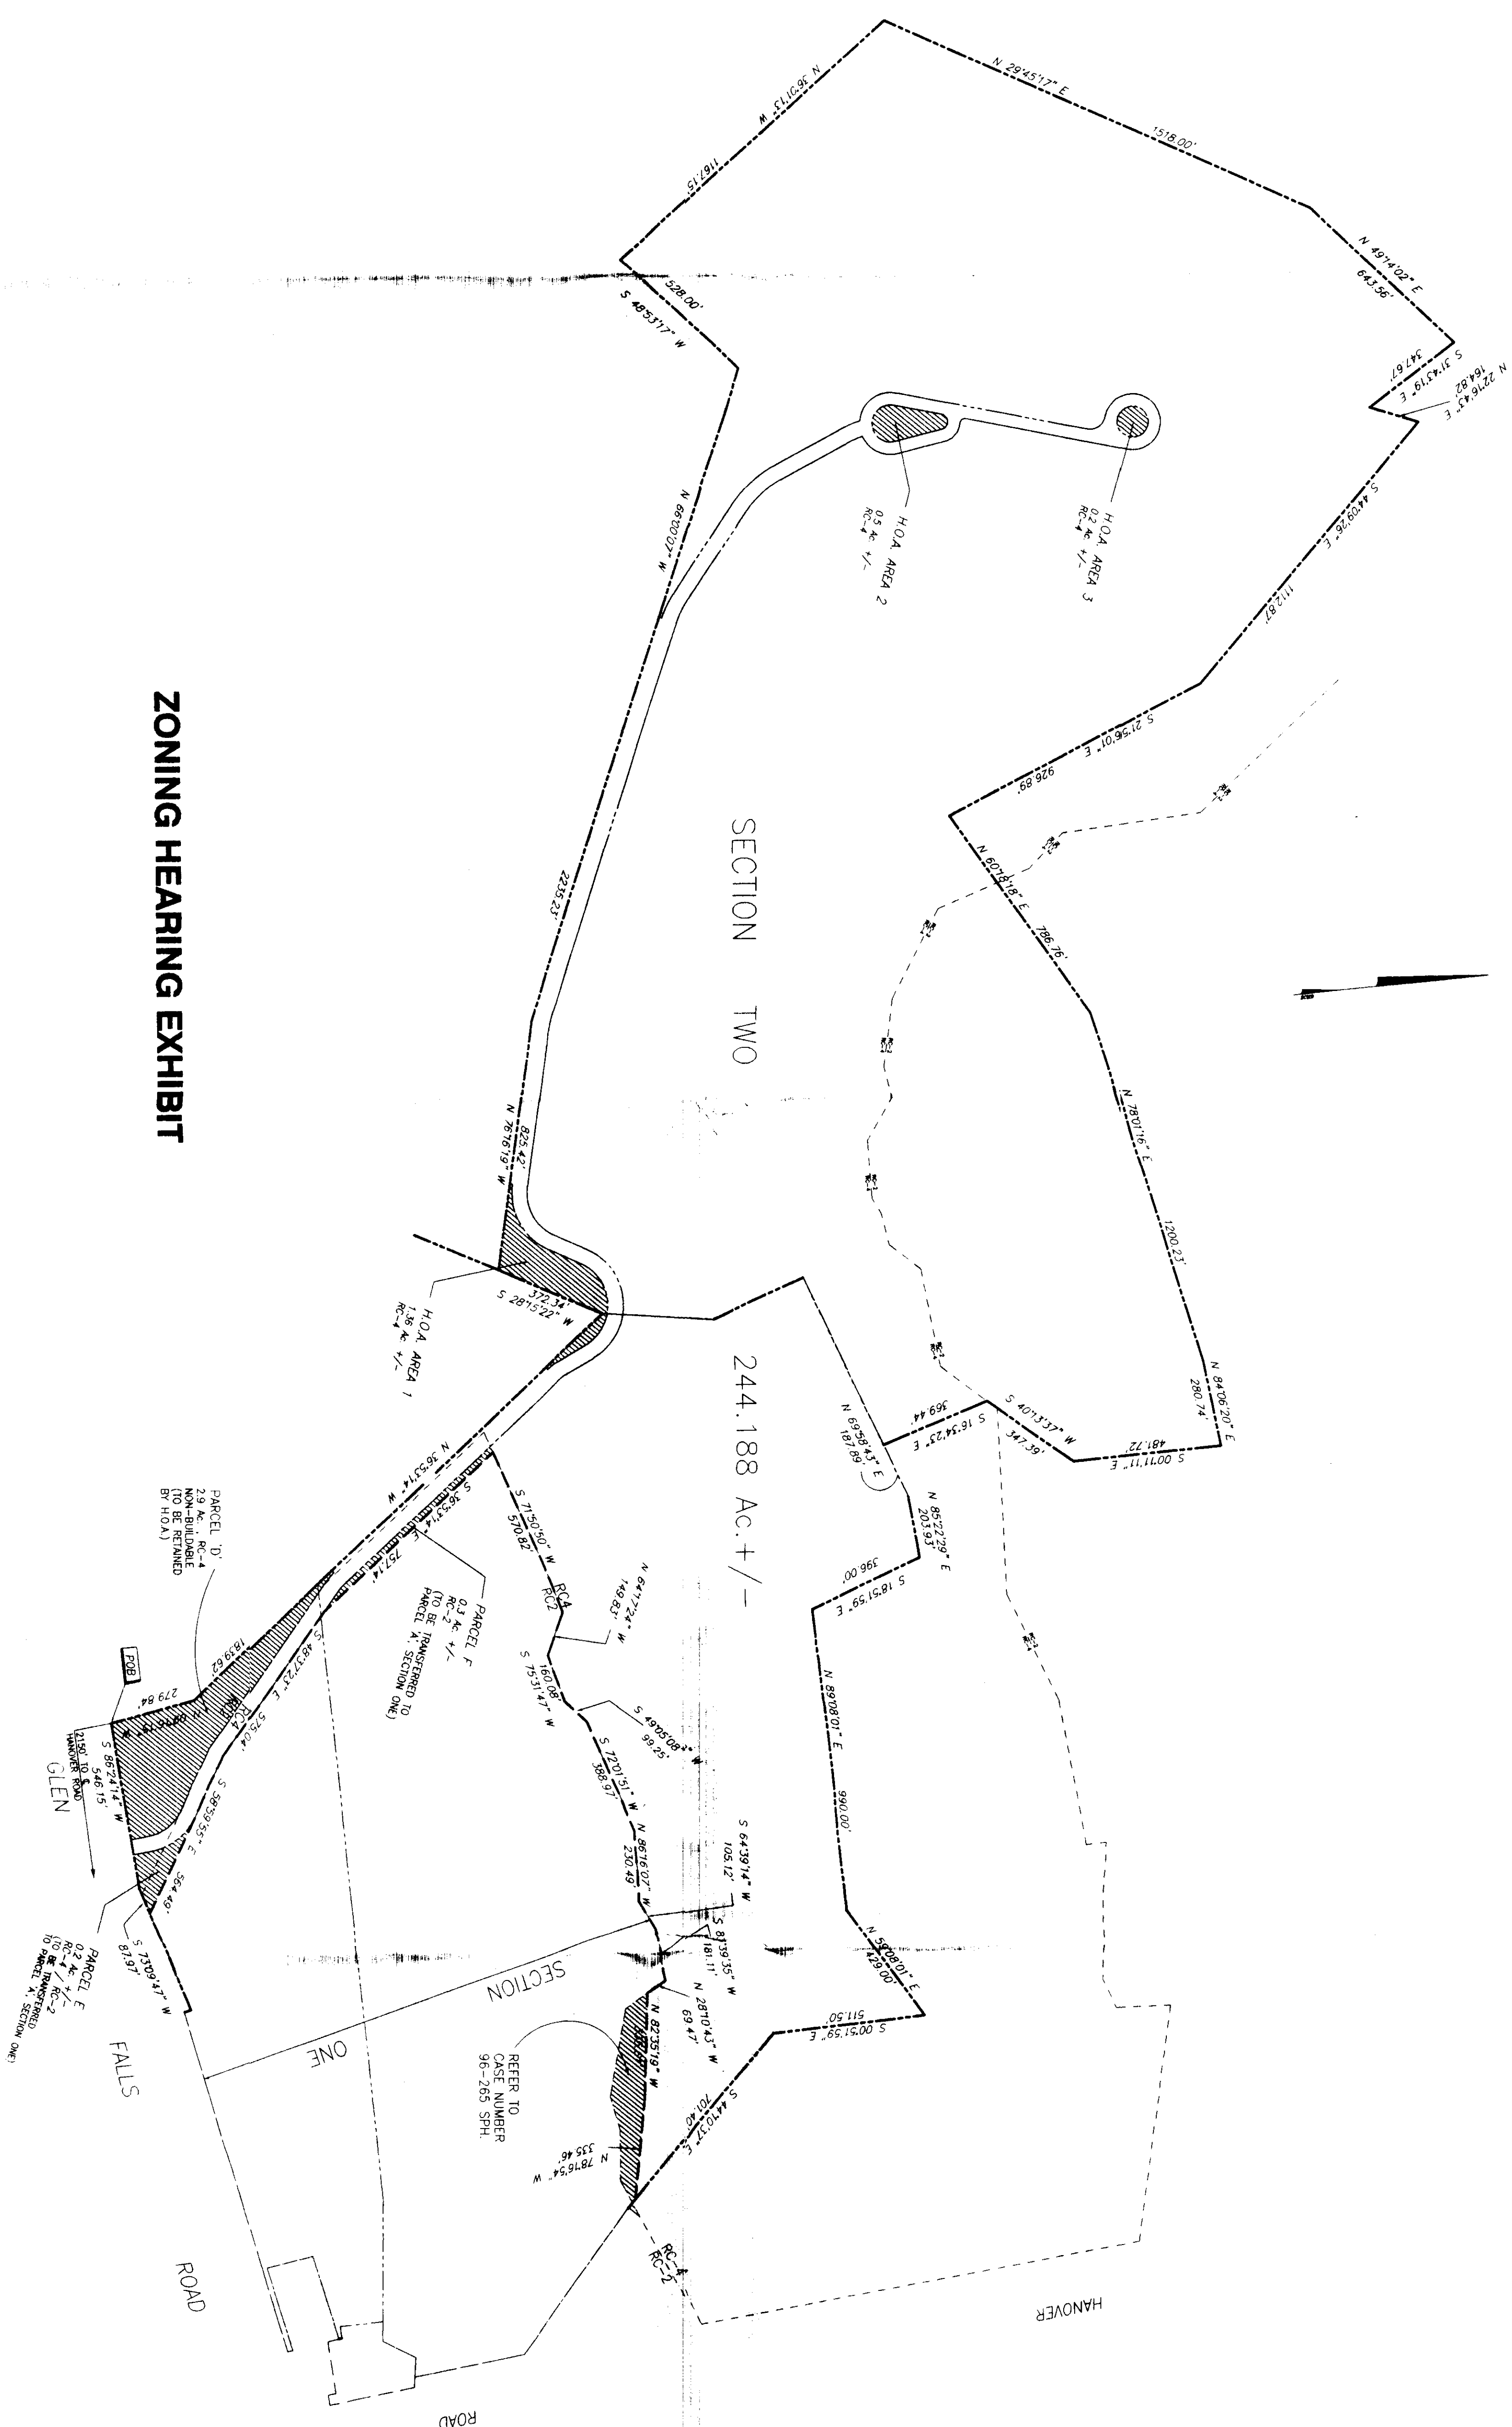 ZONING HEARING EXHIBIT
SECTION TWO
244.188 Ac.+/-
N 36°01'13" W
1167.15'
N 29°45'17" E
1518.00'
N 49°14'02" E
643.56'
S 31°43'19" E
347.67'
N 22°16'43" E
164.82'
S 44°09'26" E
1112.87'
S 21°56'01" E
926.89'
N 60°18'18" E
786.76'
N 78°01'16" E
1200.23'
N 84°06'20" E
280.74'
S 00°11'11" E
481.72'
S 40°13'37" W
347.39'
S 16°34'23" E
369.44'
N 69°58'43" E
187.89'
N 85°22'29" E
203.93'
S 18°51'59" E
396.00'
N 89°08'01" E
990.00'
N 59°08'01" E
429.00'
S 00°51'59" E
511.50'
S 44°10'37" E
701.40'
528.00'
S 48°53'17" W
N 66°00'07" W
2235.23'
825.42'
N 76°16'19" W
372.34'
S 28°15'22" W
H.O.A. AREA 3
0.2 Ac +/-
RC-4
H.O.A. AREA 2
0.5 Ac +/-
RC-4
H.O.A. AREA 1
1.36 Ac +/-
RC-4
N 36°53'14" W
1839.62'
S 36°53'14" E
757.14'
S 71°50'50" W
570.82'
RC4
RC2
N 64°17'24" W
149.83'
160.08'
S 75°31'47" W
S 49°05'08" W
99.25'
S 72°01'51" W
388.97'
N 86°16'07" W
230.49'
S 64°39'14" W
105.12'
S 81°39'35" W
181.11'
N 28°10'43" W
69.47'
N 82°35'19" W
N 78°16'54" W
335.46'
REFER TO
CASE NUMBER
96-265 SPH.
PARCEL F
0.3 Ac +/-
RC-2
(TO BE TRANSFERRED TO
PARCEL 'A', SECTION ONE)
PARCEL 'D'
2.9 Ac., RC-4
NON-BUILDABLE
(TO BE RETAINED
BY H.O.A.)
S 48°37'23" E
575.04'
S 58°59'55" E
564.49'
RC4
279.84'
POB
S 86°24'14" W
546.15'
2150' TO ℄
HANOVER ROAD
S 73°09'47" W
87.97'
PARCEL E
0.2 Ac +/-
RC-4 / RC-2
(TO BE TRANSFERRED
TO PARCEL 'A', SECTION ONE)
SECTION
ONE
GLEN
FALLS
ROAD
RC-4
RC-2
HANOVER
ROAD